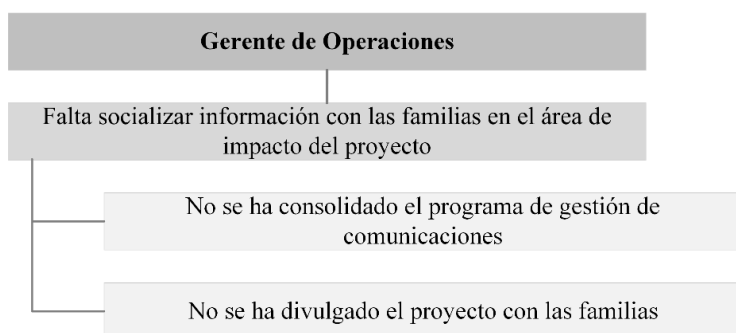 Gerente de Operaciones
Falta socializar información con las familias en el área de
impacto del proyecto
No se ha consolidado el programa de gestión de
comunicaciones
No se ha divulgado el proyecto con las familias